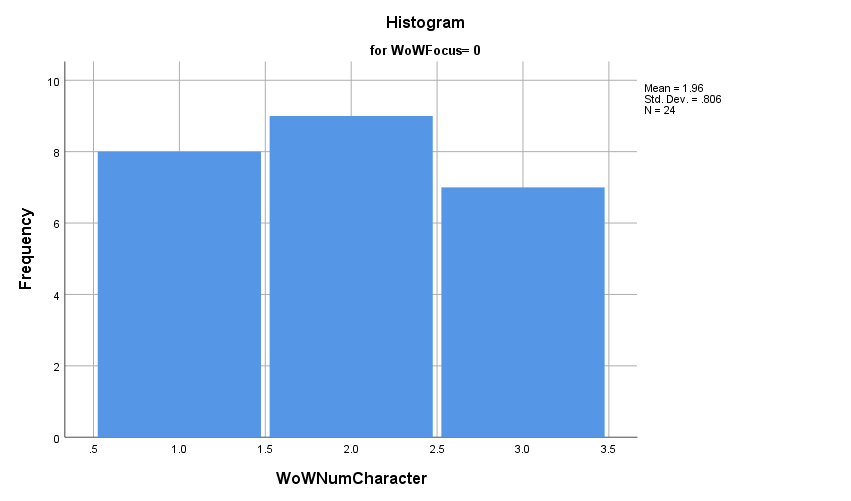 Histogram
for WoWFocus= 0
Mean = 1.96
Std. Dev. = .806
N = 24
Frequency
10
8
6
4
2
0
.5 1.0 1.5 2.0 2.5 3.0 3.5
WoWNumCharacter